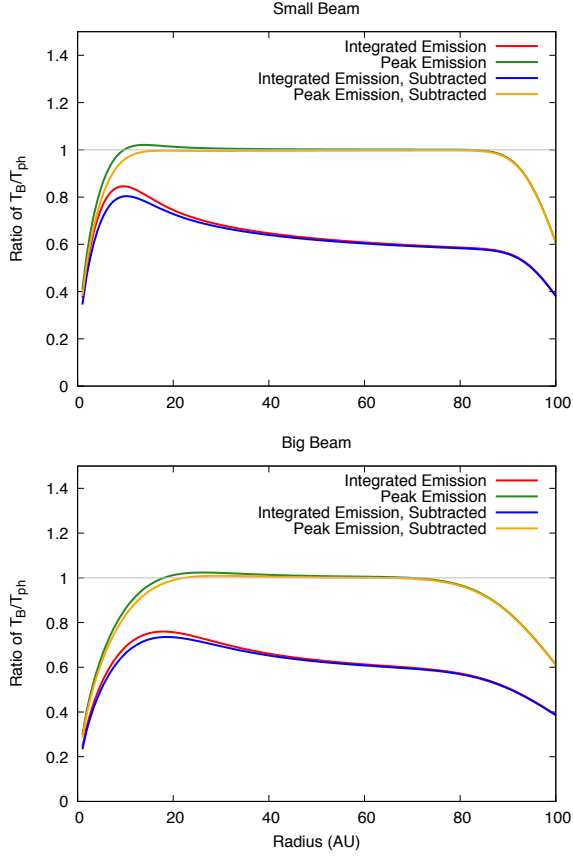 Small Beam
Integrated Emission
Peak Emission
Integrated Emission, Subtracted
Peak Emission, Subtracted
Ratio of T_B/T_ph
1.4
1.2
1
0.8
0.6
0.4
0.2
0
0 20 40 60 80 100
Big Beam
Integrated Emission
Peak Emission
Integrated Emission, Subtracted
Peak Emission, Subtracted
Ratio of T_B/T_ph
1.4
1.2
1
0.8
0.6
0.4
0.2
0
0 20 40 60 80 100
Radius (AU)